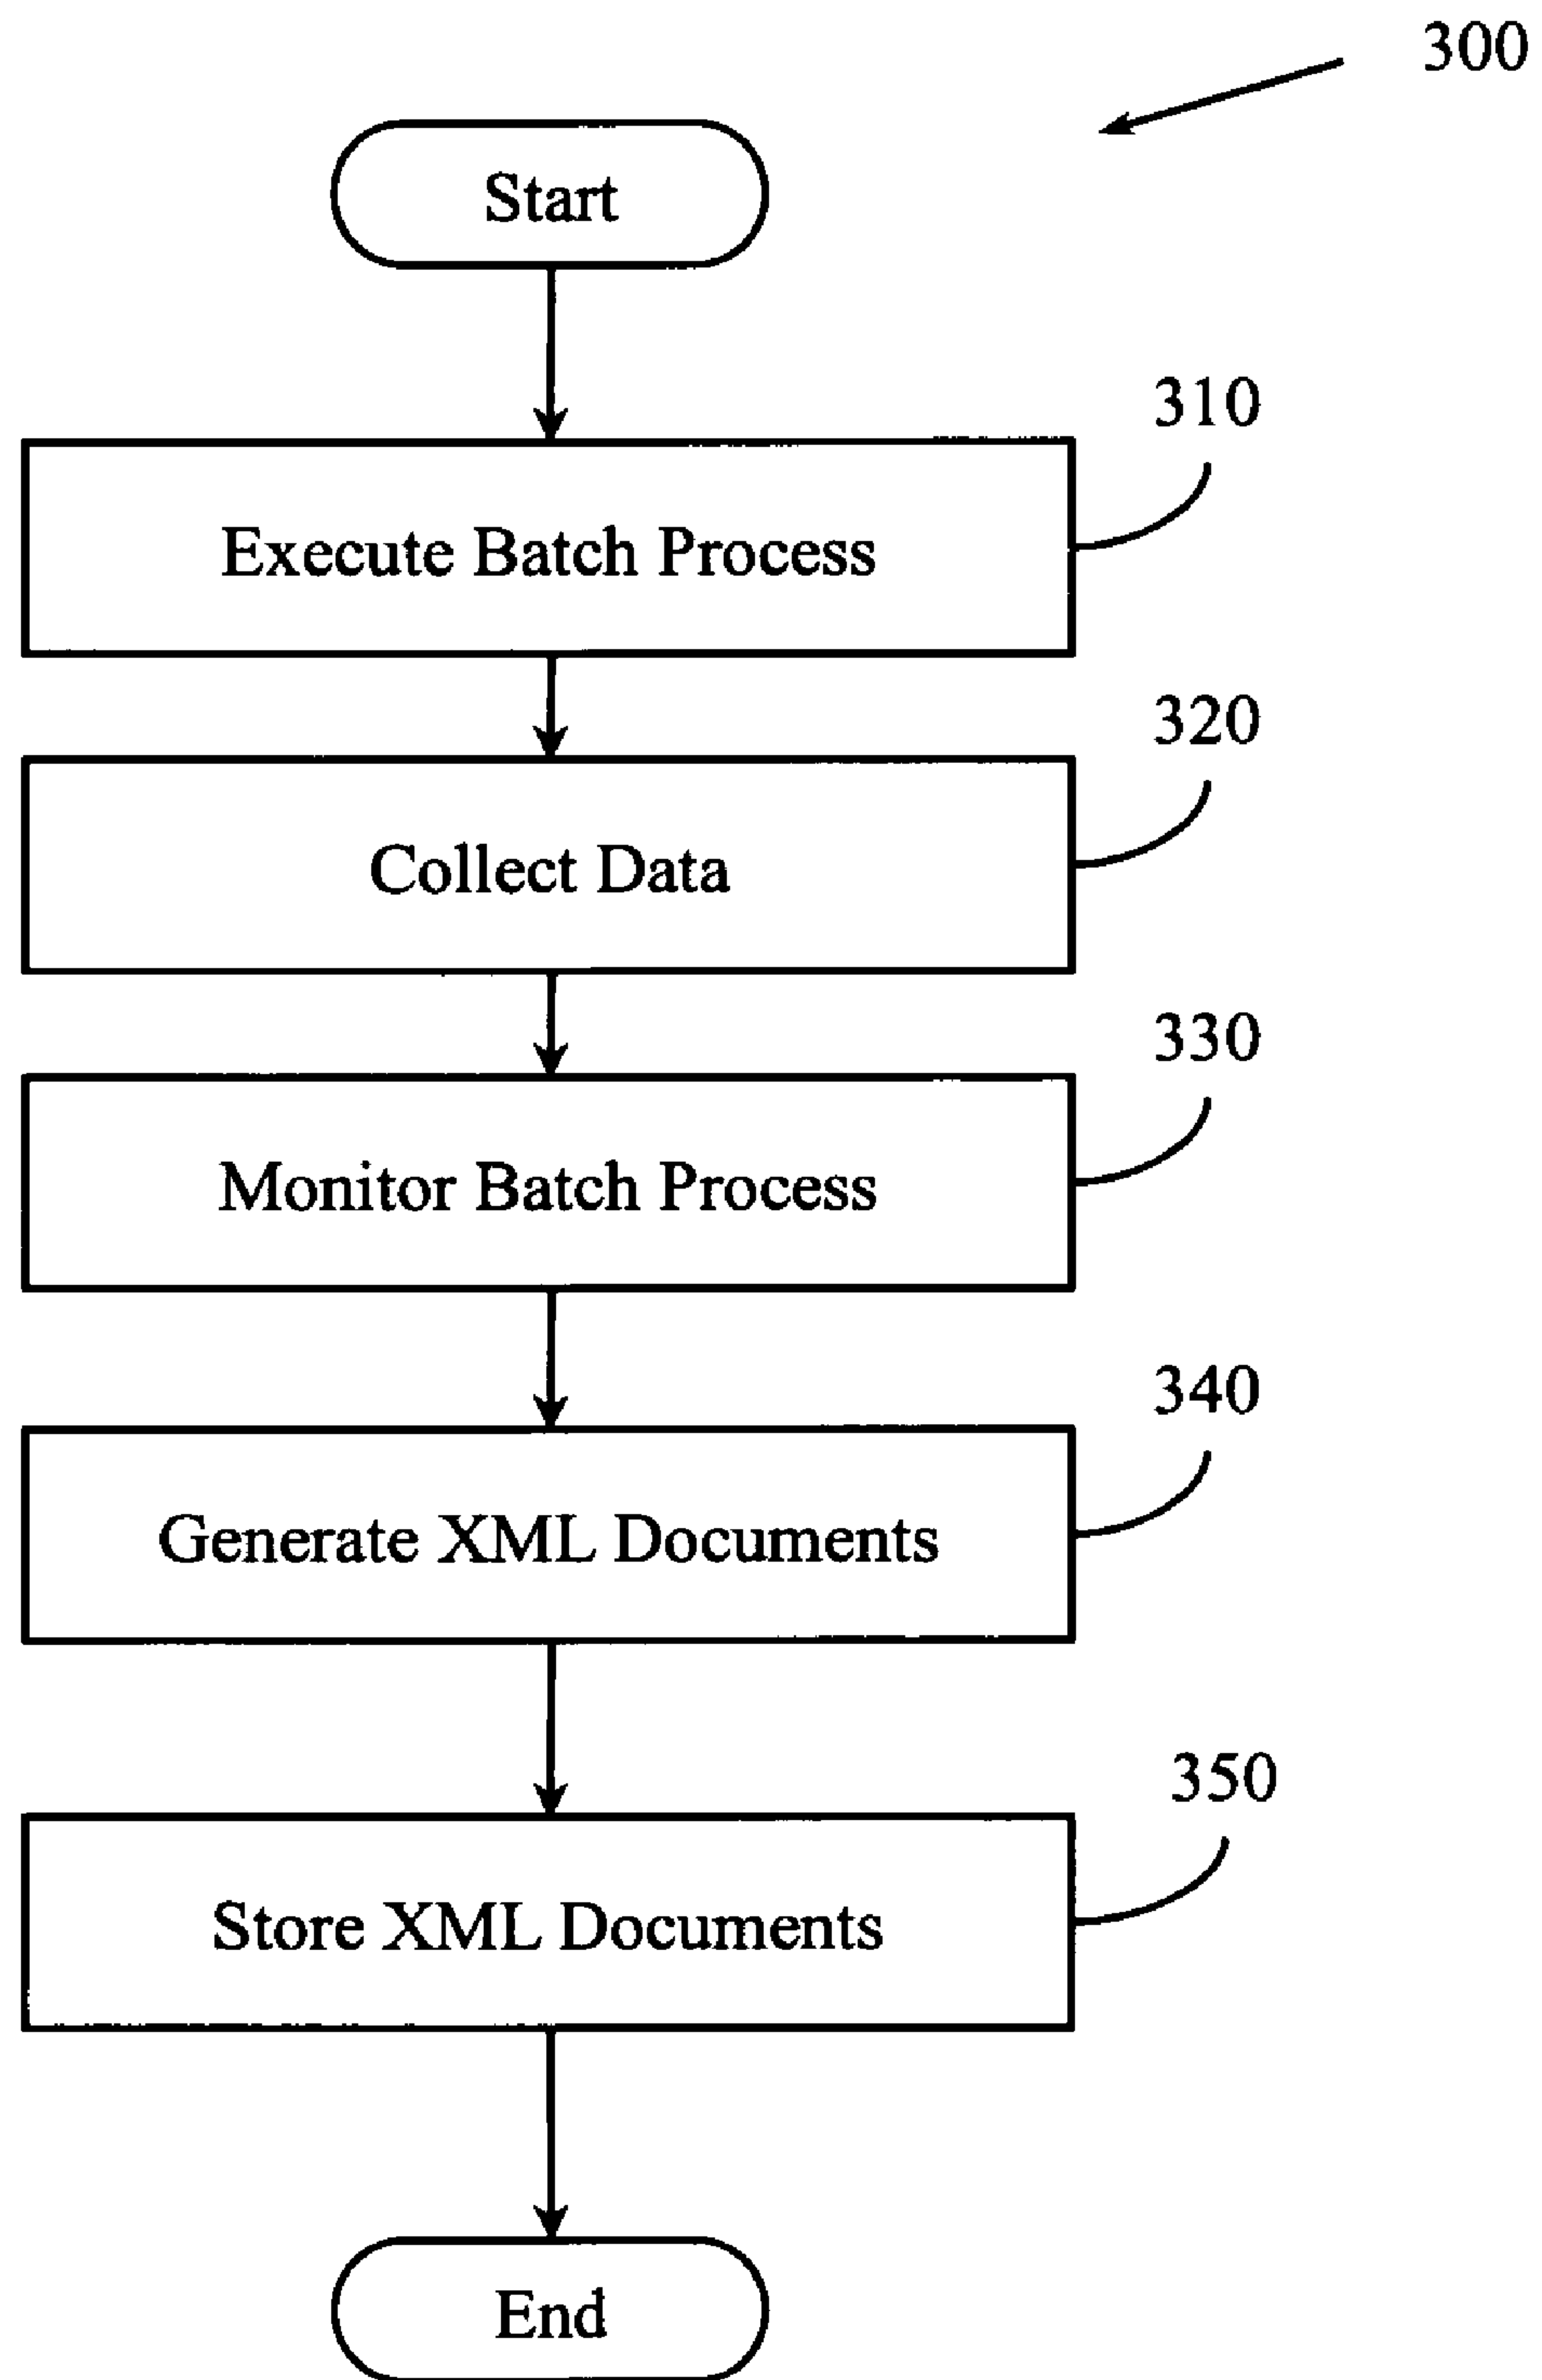 300
Start
310
Execute Batch Process
320
Collect Data
330
Monitor Batch Process
340
Generate XML Documents
350
Store XML Documents
End